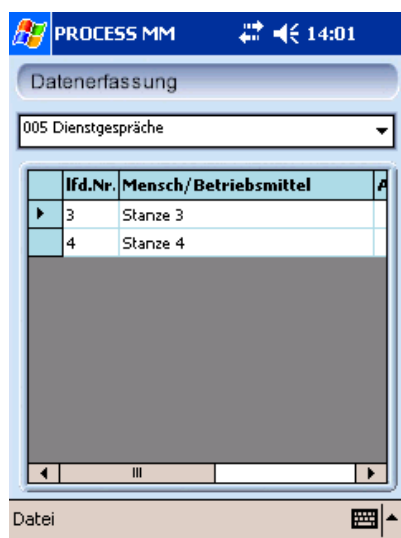 PROCESS MM 14:01
Datenerfassung
005 Dienstgespräche
lfd.Nr. Mensch/Betriebsmittel
3 Stanze 3
4 Stanze 4
Datei